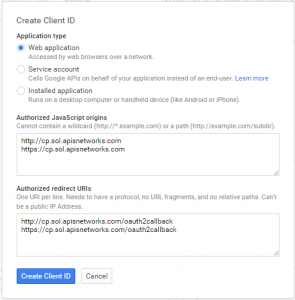 Create Client ID
Application type
Web application
Accessed by web browsers over a network.
Service account
Calls Google APIs on behalf of your application instead of an end-user. Learn more
Installed application
Runs on a desktop computer or handheld device (like Android or iPhone).
Authorized JavaScript origins
Cannot contain a wildcard (http://*.example.com) or a path (http://example.com/subdir).
http://cp.sol.apisnetworks.com
https://cp.sol.apisnetworks.com
Authorized redirect URIs
One URI per line. Needs to have a protocol, no URL fragments, and no relative paths. Can't
be a public IP Address.
http://cp.sol.apisnetworks.com/oauth2callback
https://cp.sol.apisnetworks.com/oauth2callback
Create Client ID
Cancel